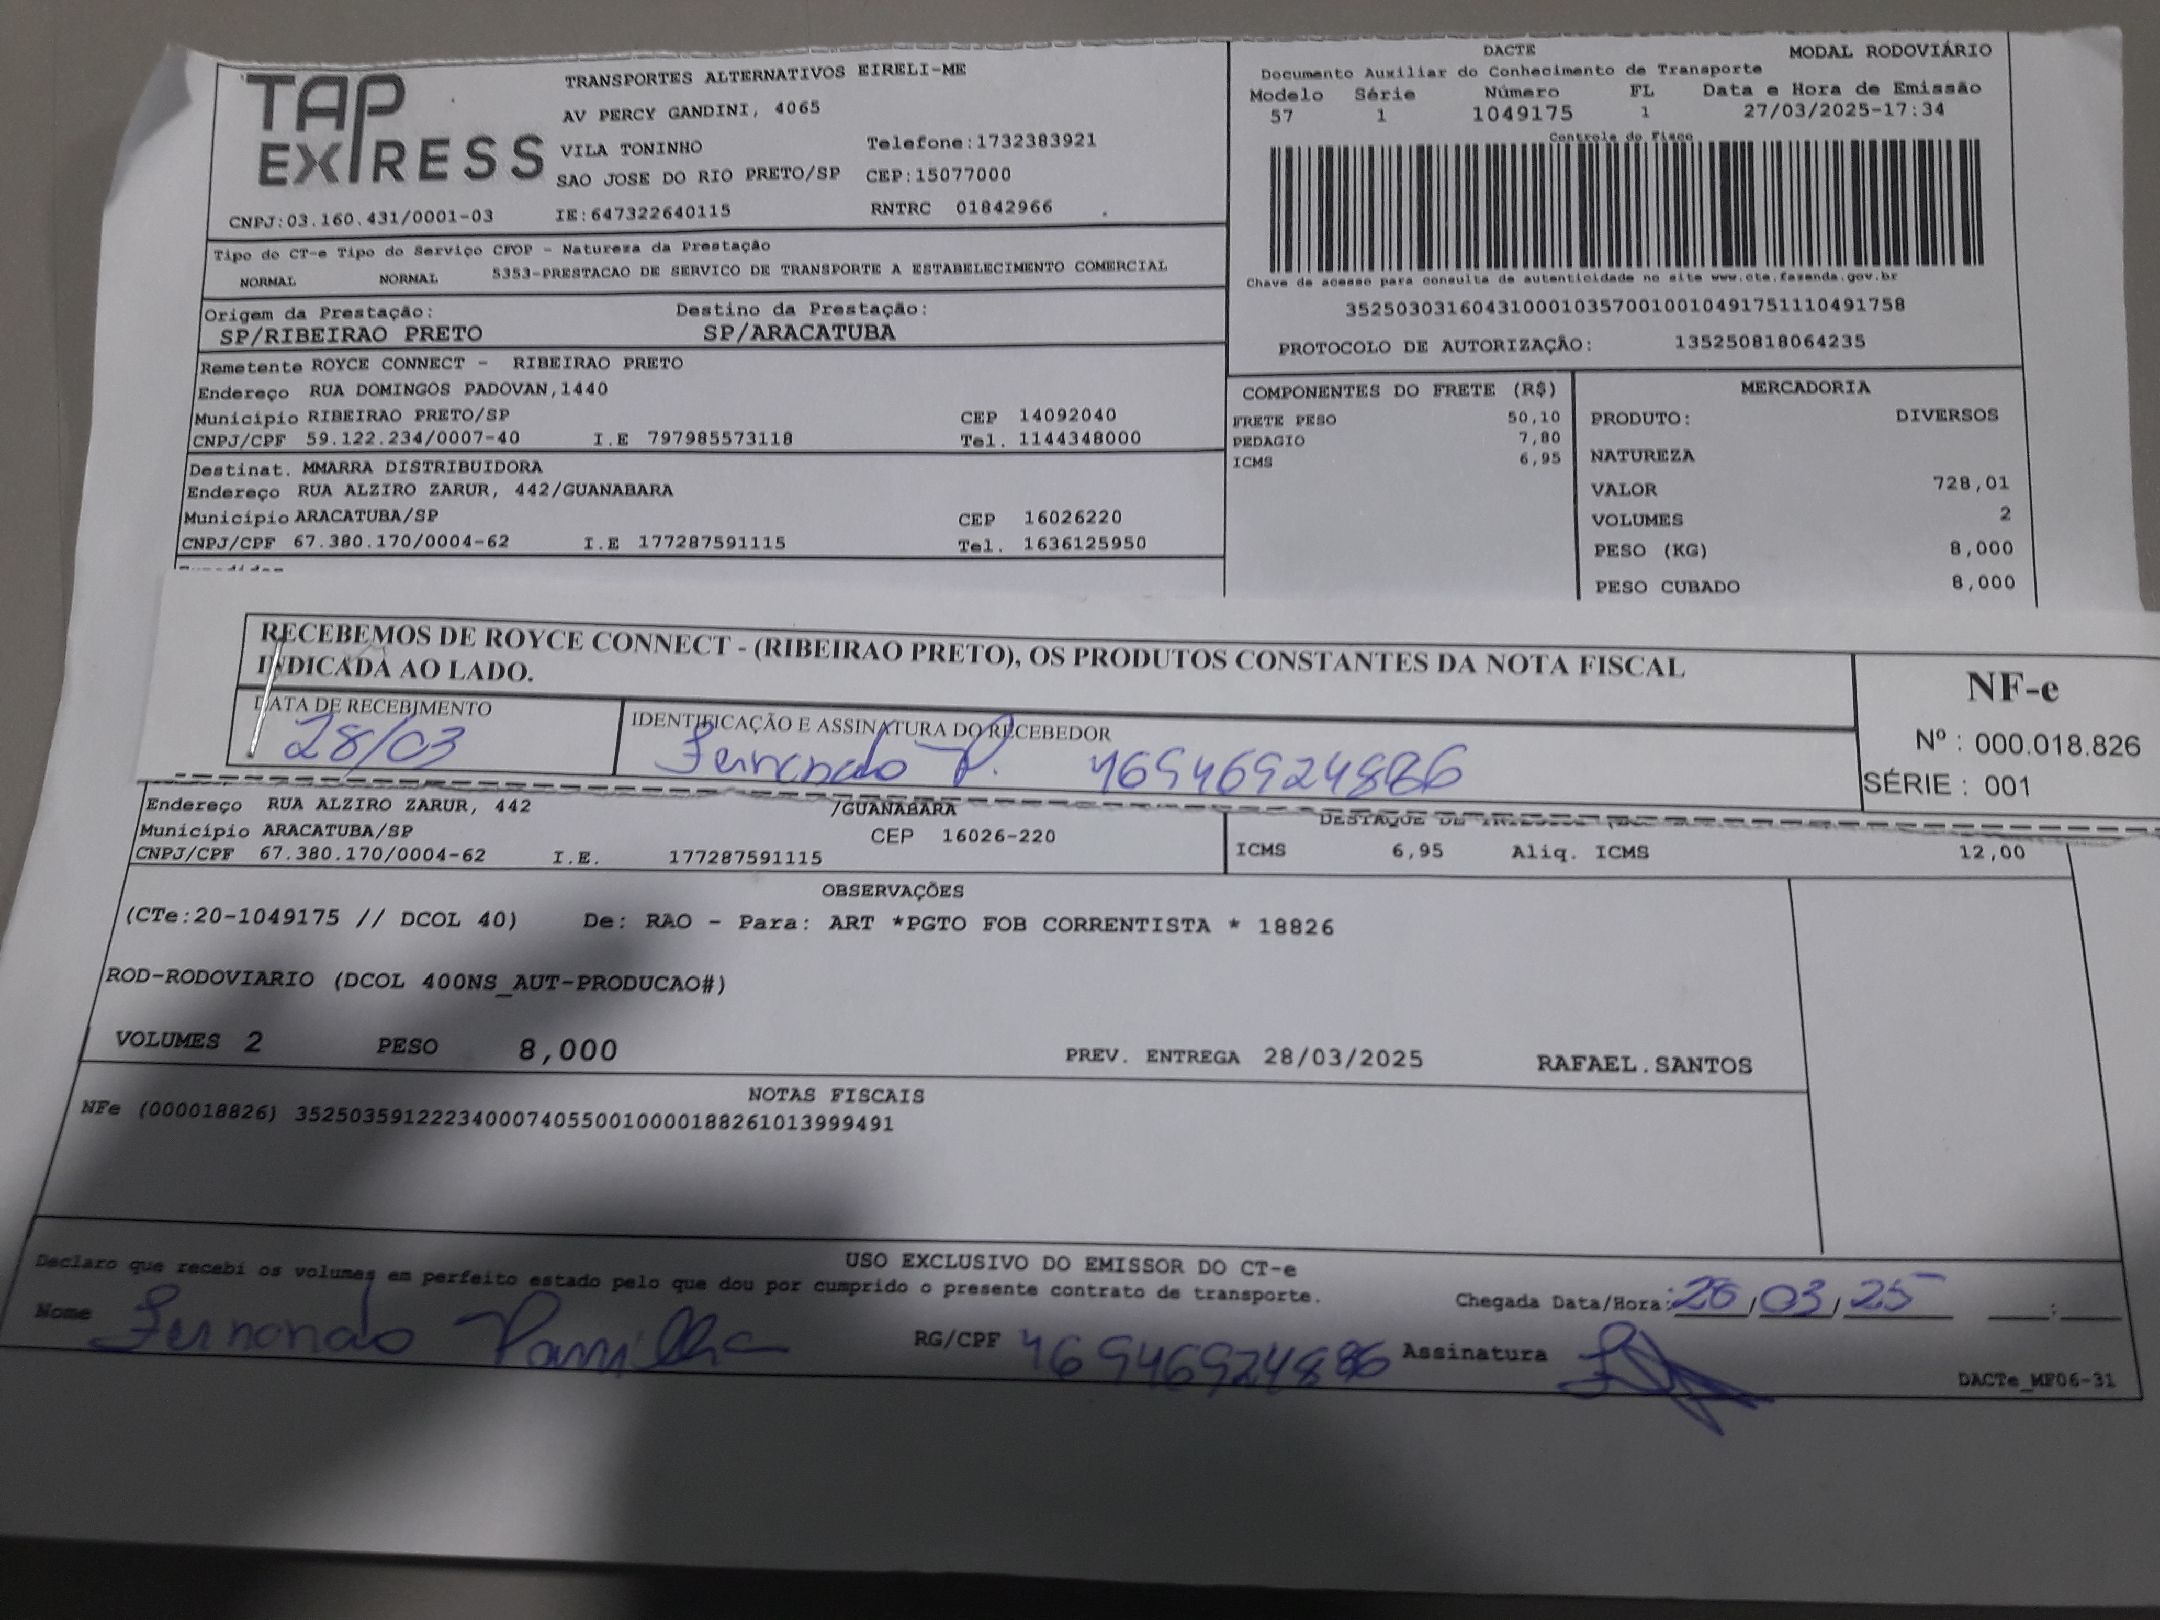 TAP EXPRESS
TRANSPORTES ALTERNATIVOS EIRELI-ME
AV PERCY GANDINI, 4065
VILA TONINHO Telefone:1732383921
SAO JOSE DO RIO PRETO/SP CEP:15077000
CNPJ:03.160.431/0001-03 IE:647322640115 RNTRC 01842966
DACTE MODAL RODOVIÁRIO
Documento Auxiliar do Conhecimento de Transporte
Modelo Série Número FL Data e Hora de Emissão
57 1 1049175 1 27/03/2025-17:34
Controle do Fisco
Chave de acesso para consulta de autenticidade no site www.cte.fazenda.gov.br
35250303160431000103570010010491751110491758
PROTOCOLO DE AUTORIZAÇÃO: 135250818064235
Tipo do CT-e Tipo do Serviço CFOP - Natureza da Prestação
NORMAL NORMAL 5353-PRESTACAO DE SERVICO DE TRANSPORTE A ESTABELECIMENTO COMERCIAL
Origem da Prestação: Destino da Prestação:
SP/RIBEIRAO PRETO SP/ARACATUBA
Remetente ROYCE CONNECT - RIBEIRAO PRETO
Endereço RUA DOMINGOS PADOVAN,1440
Município RIBEIRAO PRETO/SP CEP 14092040
CNPJ/CPF 59.122.234/0007-40 I.E 797985573118 Tel. 1144348000
Destinat. MMARRA DISTRIBUIDORA
Endereço RUA ALZIRO ZARUR, 442/GUANABARA
Município ARACATUBA/SP CEP 16026220
CNPJ/CPF 67.380.170/0004-62 I.E 177287591115 Tel. 1636125950
COMPONENTES DO FRETE (R$)
FRETE PESO 50,10
PEDAGIO 7,80
ICMS 6,95
MERCADORIA
PRODUTO: DIVERSOS
NATUREZA
VALOR 728,01
VOLUMES 2
PESO (KG) 8,000
PESO CUBADO 8,000
RECEBEMOS DE ROYCE CONNECT - (RIBEIRAO PRETO), OS PRODUTOS CONSTANTES DA NOTA FISCAL
INDICADA AO LADO.
DATA DE RECEBIMENTO
28/03
IDENTIFICAÇÃO E ASSINATURA DO RECEBEDOR
Fernando P. 46946924886
NF-e
Nº : 000.018.826
SÉRIE : 001
Endereço RUA ALZIRO ZARUR, 442 /GUANABARA
Município ARACATUBA/SP CEP 16026-220
CNPJ/CPF 67.380.170/0004-62 I.E. 177287591115
ICMS 6,95 Aliq. ICMS 12,00
OBSERVAÇÕES
(CTe:20-1049175 // DCOL 40) De: RAO - Para: ART *PGTO FOB CORRENTISTA * 18826
ROD-RODOVIARIO (DCOL 400NS_AUT-PRODUCAO#)
VOLUMES 2 PESO 8,000 PREV. ENTREGA 28/03/2025 RAFAEL.SANTOS
NOTAS FISCAIS
NFe (000018826) 35250359122234000740550010000188261013999491
USO EXCLUSIVO DO EMISSOR DO CT-e
Declaro que recebi os volumes em perfeito estado pelo que dou por cumprido o presente contrato de transporte.
Chegada Data/Hora: 28/03/25 :
Nome Fernando RG/CPF 46946924886 Assinatura
DACTe_MF06-31